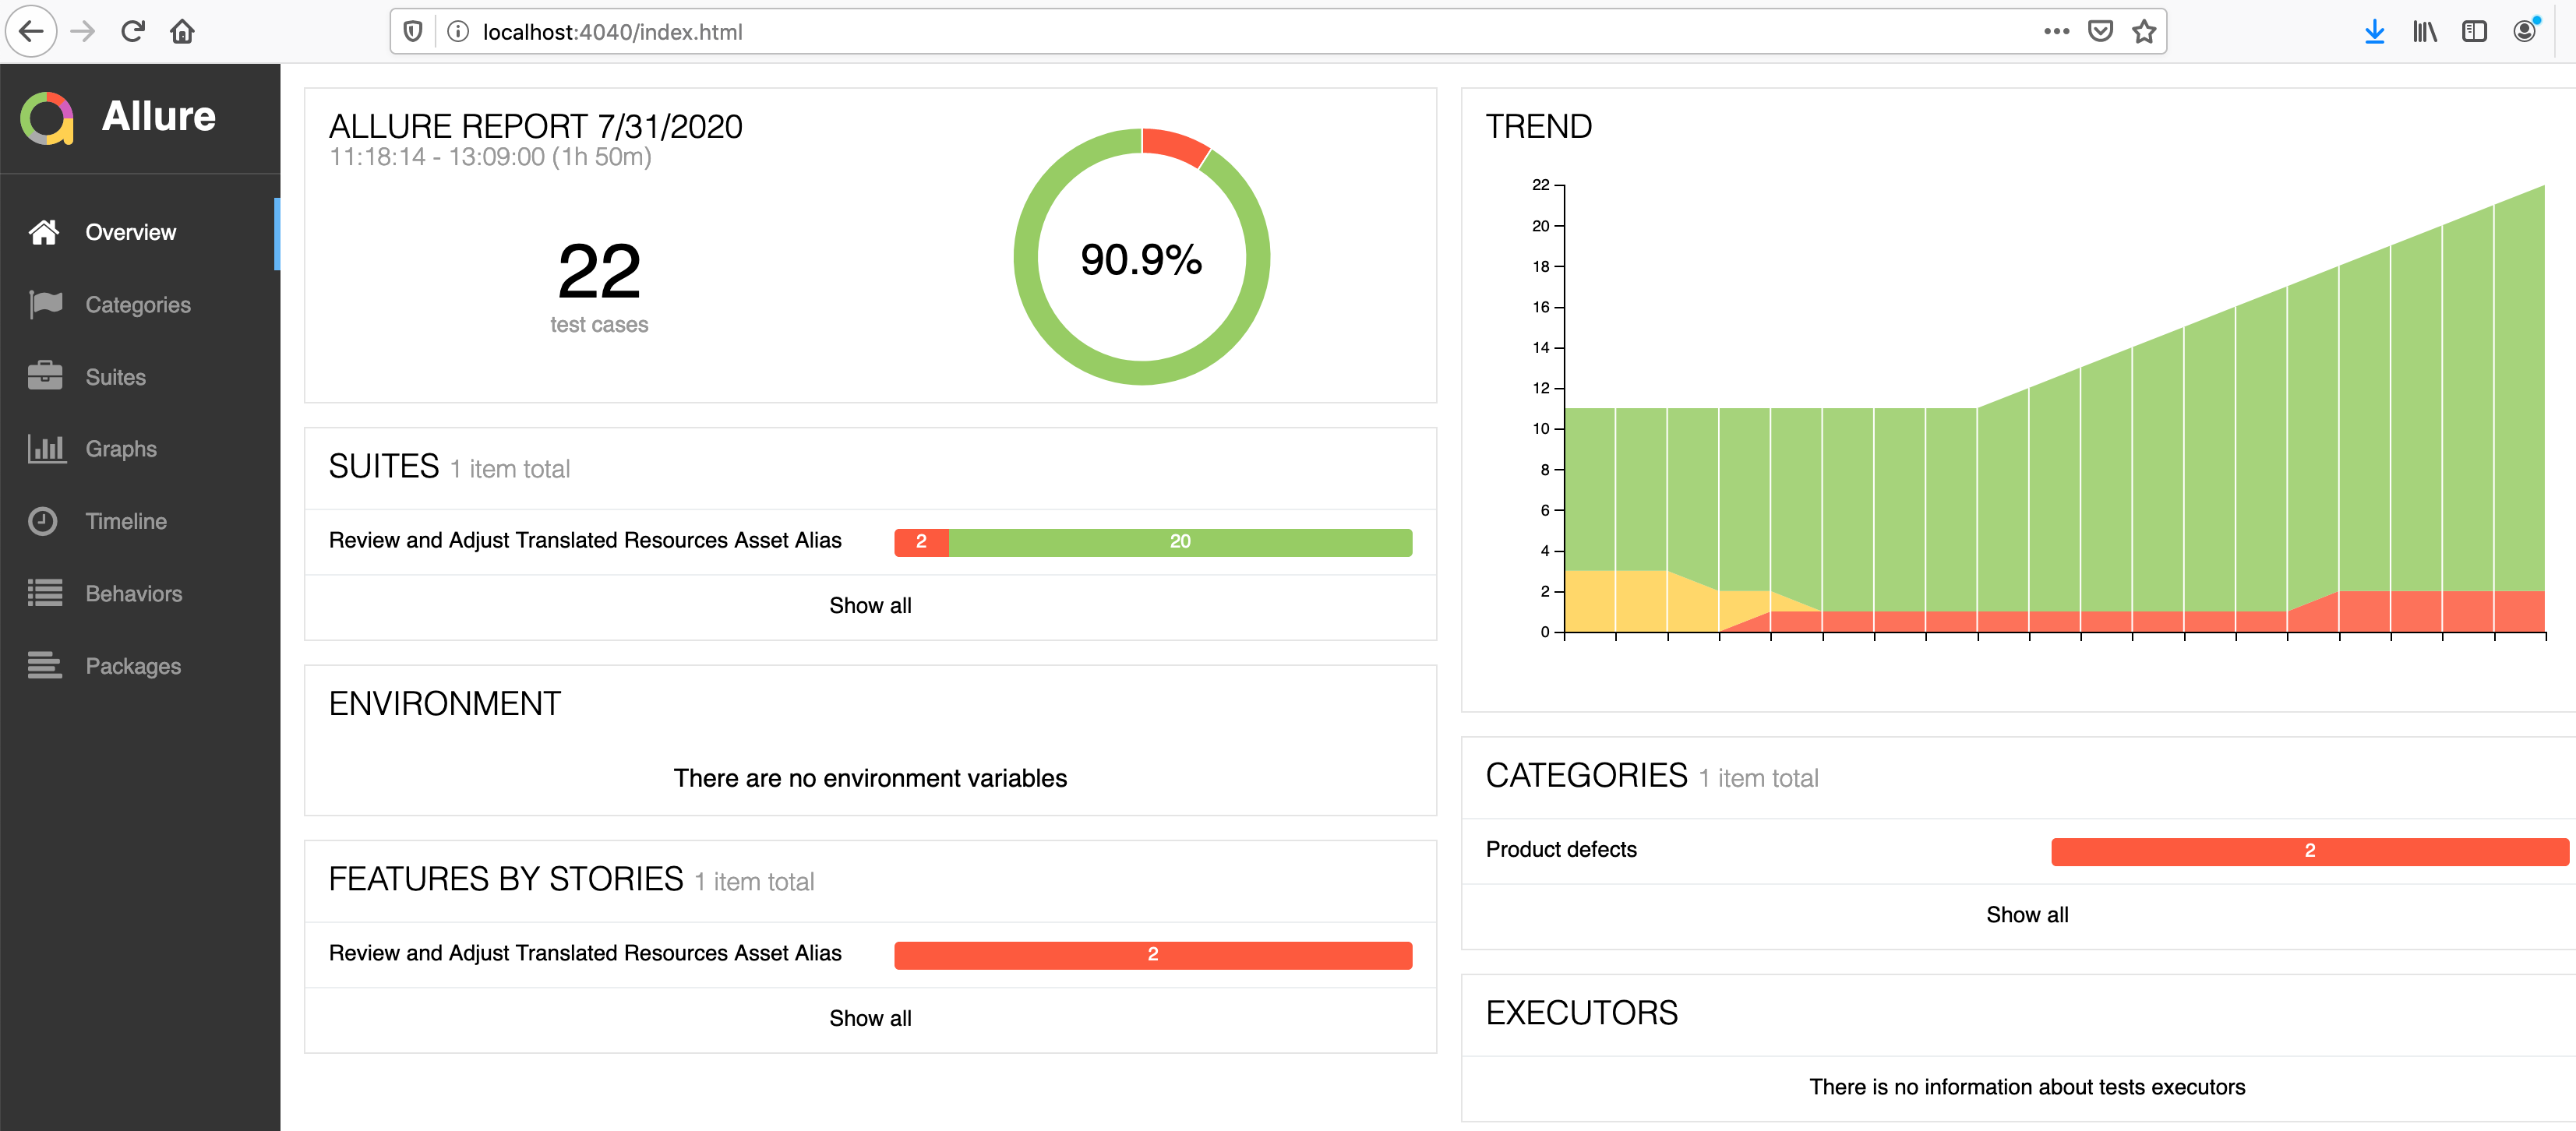 localhost:4040/index.html
Allure
Overview
Categories
Suites
Graphs
Timeline
Behaviors
Packages
ALLURE REPORT 7/31/2020
11:18:14 - 13:09:00 (1h 50m)
22
test cases
90.9%
SUITES 1 item total
Review and Adjust Translated Resources Asset Alias 2 20
Show all
ENVIRONMENT
There are no environment variables
FEATURES BY STORIES 1 item total
Review and Adjust Translated Resources Asset Alias 2
Show all
TREND
22
20
18
16
14
12
10
8
6
4
2
0
CATEGORIES 1 item total
Product defects 2
Show all
EXECUTORS
There is no information about tests executors